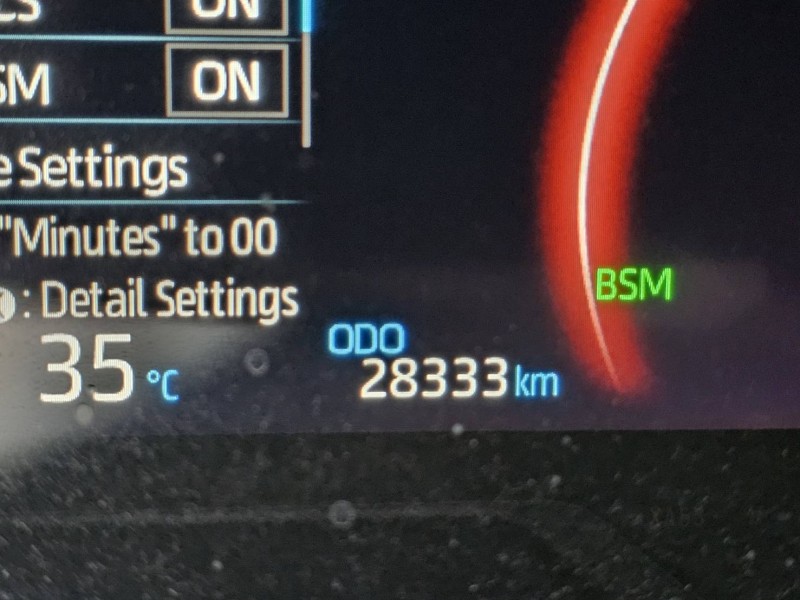 ON
SM ON
e Settings
"Minutes" to 00
: Detail Settings
35 °C
ODO
28333 km
BSM